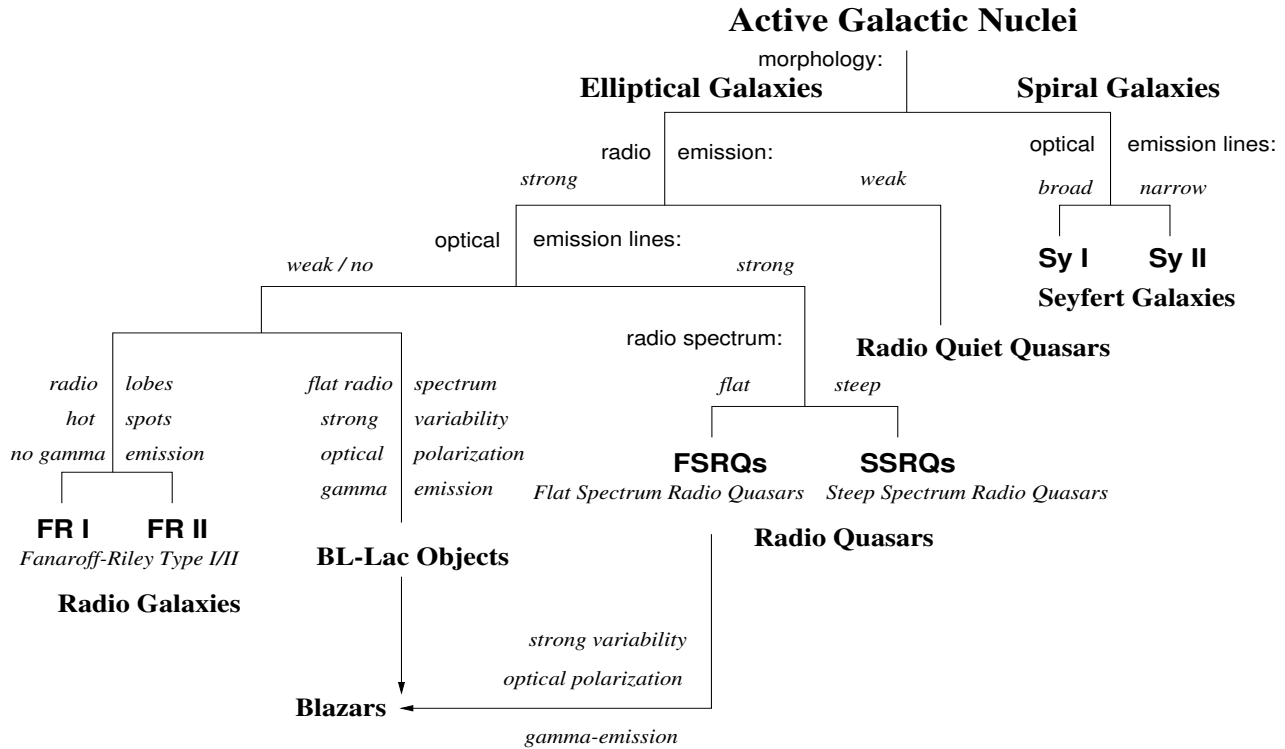 Active Galactic Nuclei
morphology:
Elliptical Galaxies
Spiral Galaxies
radio emission:
strong
weak
optical emission lines:
broad
narrow
Sy I
Sy II
Seyfert Galaxies
optical emission lines:
weak / no
strong
radio spectrum:
flat
steep
Radio Quiet Quasars
radio lobes
hot spots
no gamma emission
flat radio spectrum
strong variability
optical polarization
gamma emission
FR I
FR II
Fanaroff-Riley Type I/II
Radio Galaxies
BL-Lac Objects
FSRQs
SSRQs
Flat Spectrum Radio Quasars
Steep Spectrum Radio Quasars
Radio Quasars
strong variability
optical polarization
gamma-emission
Blazars